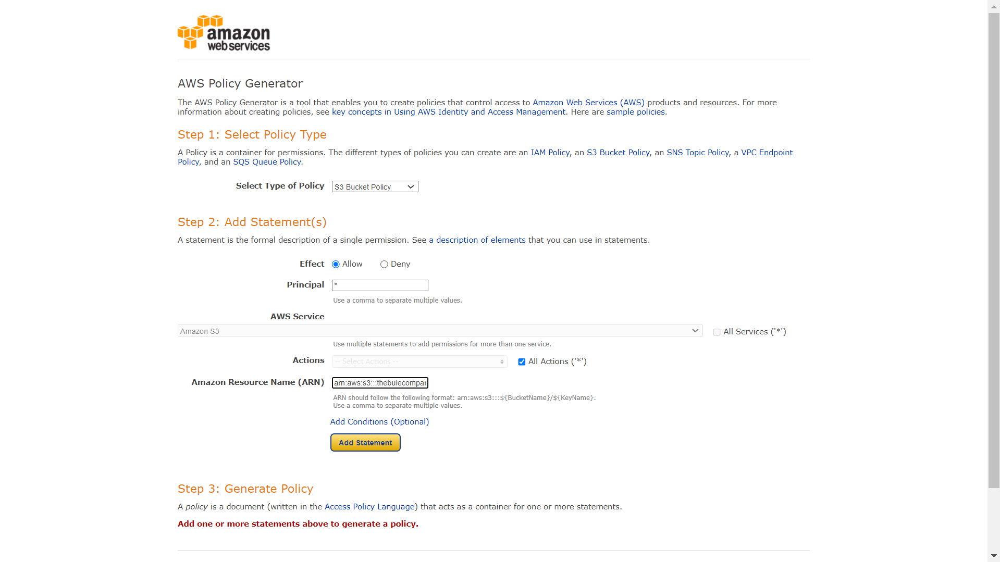 amazon
web services
AWS Policy Generator
The AWS Policy Generator is a tool that enables you to create policies that control access to Amazon Web Services (AWS) products and resources. For more
information about creating policies, see key concepts in Using AWS Identity and Access Management. Here are sample policies.
Step 1: Select Policy Type
A Policy is a container for permissions. The different types of policies you can create are an IAM Policy, an S3 Bucket Policy, an SNS Topic Policy, a VPC Endpoint
Policy, and an SQS Queue Policy.
Select Type of Policy S3 Bucket Policy
Step 2: Add Statement(s)
A statement is the formal description of a single permission. See a description of elements that you can use in statements.
Effect Allow Deny
Principal *
Use a comma to separate multiple values.
AWS Service
Amazon S3 All Services ('*')
Use multiple statements to add permissions for more than one service.
Actions -- Select Actions -- All Actions ('*')
Amazon Resource Name (ARN) arn:aws:s3:::thebulecompar
ARN should follow the following format: arn:aws:s3:::${BucketName}/${KeyName}.
Use a comma to separate multiple values.
Add Conditions (Optional)
Add Statement
Step 3: Generate Policy
A policy is a document (written in the Access Policy Language) that acts as a container for one or more statements.
Add one or more statements above to generate a policy.